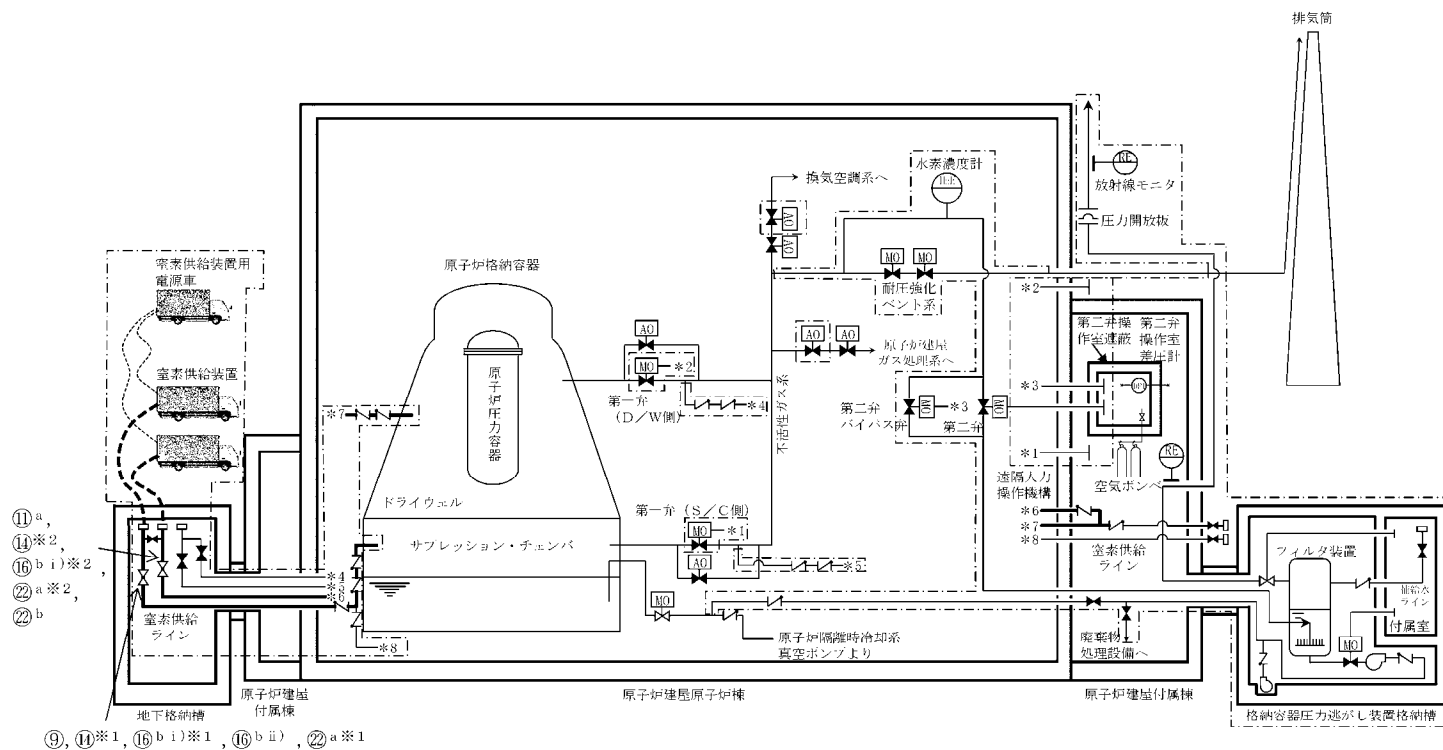 排気筒
水素濃度計
換気空調系へ
RE
放射線モニタ
AO
AO
圧力開放板
窒素供給装置用
電源車
原子炉格納容器
MO
MO
耐圧強化
ベント系
*2
AO
AO
AO
第二弁操
作室遮蔽
第二弁
操作室
差圧計
原子炉建屋
ガス処理系へ
MO
*2
窒素供給装置
原子炉圧力容器
*3
第一弁
(D/W側)
*4
*7
不活性ガス系
MO
*3
MO
第二弁
バイパス弁
第二弁
*1
RE
遠隔人力
操作機構
空気ボンベ
ドライウェル
第一弁(S/C側)
*6
*7
*8
⑪a,
⑭※2,
⑯b i)※2,
㉒a※2,
㉒b
サプレッション・チェンバ
MO
*1
AO
*5
窒素供給
ライン
フィルタ装置
*4
MO
補給水
ライン
付属室
窒素供給
ライン
*8
原子炉隔離時冷却系
真空ポンプより
廃棄物
処理設備へ
MO
原子炉建屋
付属棟
原子炉建屋原子炉棟
原子炉建屋付属棟
地下格納槽
格納容器圧力逃がし装置格納槽
⑨, ⑭※1, ⑯b i)※1, ⑯b ii), ㉒a※1